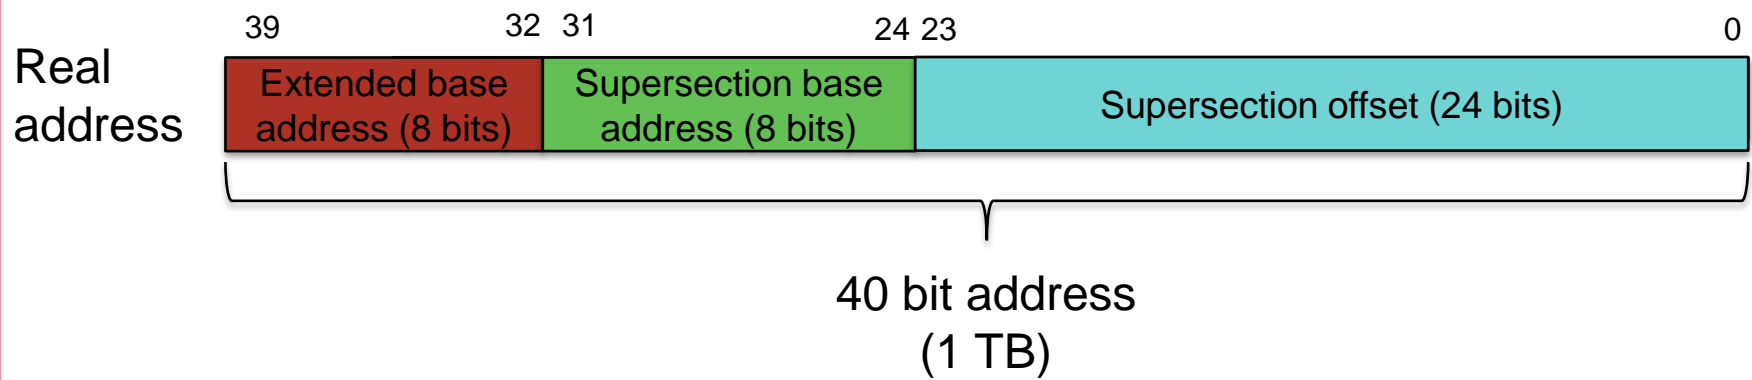 39 32 31 24 23 0
Real
address
Extended base
address (8 bits)
Supersection base
address (8 bits)
Supersection offset (24 bits)
40 bit address
(1 TB)